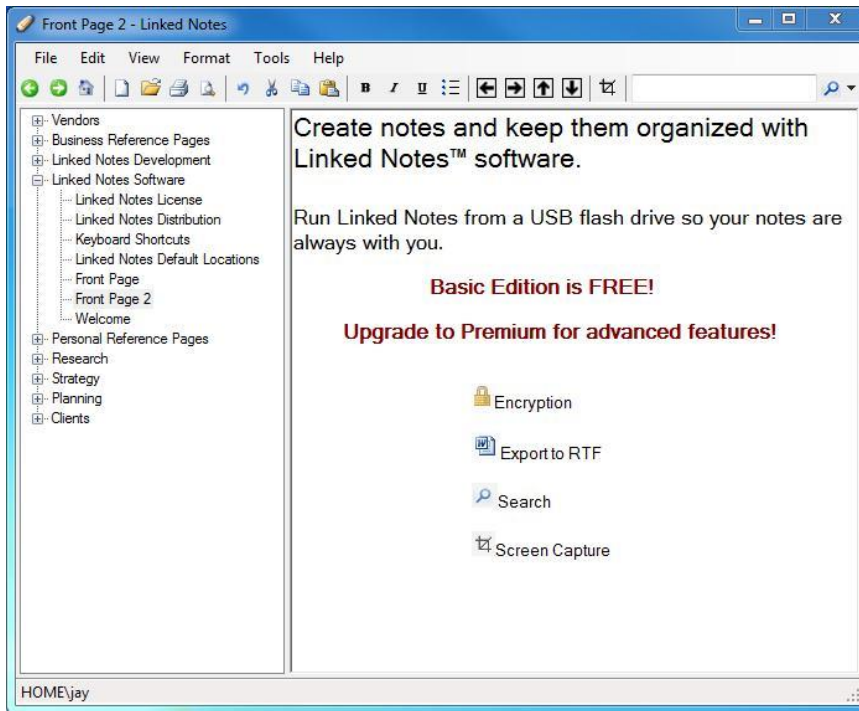 Front Page 2 - Linked Notes
File Edit View Format Tools Help
B I U
Vendors
Business Reference Pages
Linked Notes Development
Linked Notes Software
Linked Notes License
Linked Notes Distribution
Keyboard Shortcuts
Linked Notes Default Locations
Front Page
Front Page 2
Welcome
Personal Reference Pages
Research
Strategy
Planning
Clients
Create notes and keep them organized with
Linked Notes™ software.
Run Linked Notes from a USB flash drive so your notes are
always with you.
Basic Edition is FREE!
Upgrade to Premium for advanced features!
Encryption
Export to RTF
Search
Screen Capture
HOME\jay